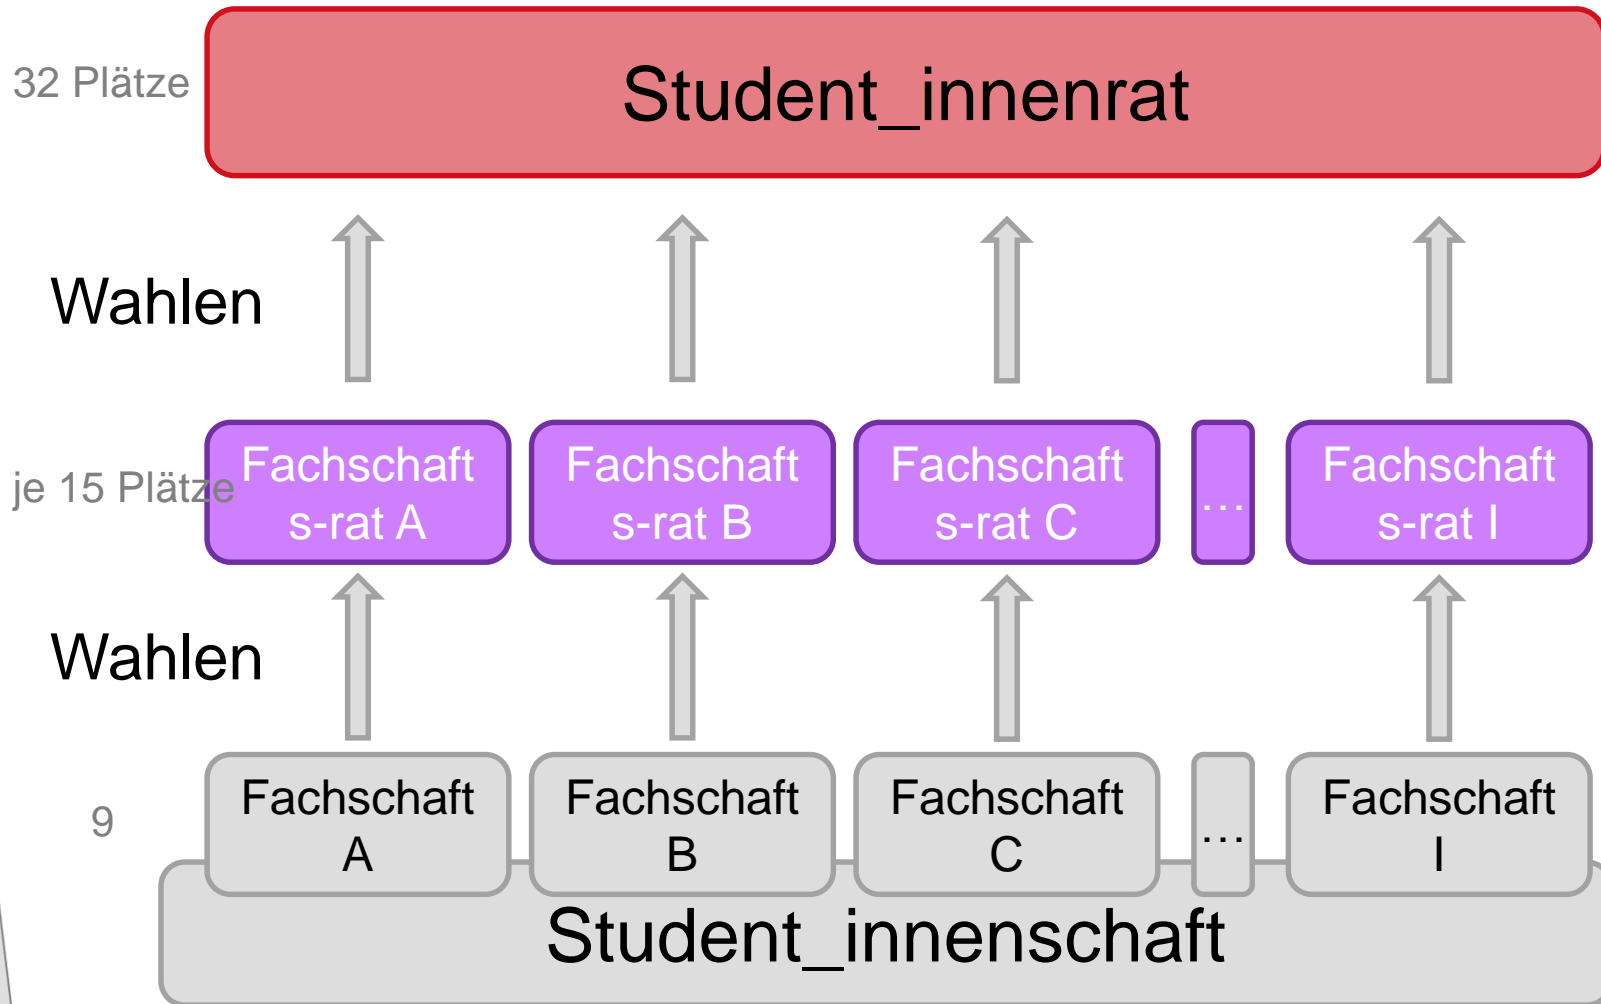 32 Plätze
Student_innenrat
Wahlen
je 15 Plätze
Fachschaft
s-rat A
Fachschaft
s-rat B
Fachschaft
s-rat C
...
Fachschaft
s-rat I
Wahlen
9
Fachschaft
A
Fachschaft
B
Fachschaft
C
...
Fachschaft
I
Student_innenschaft